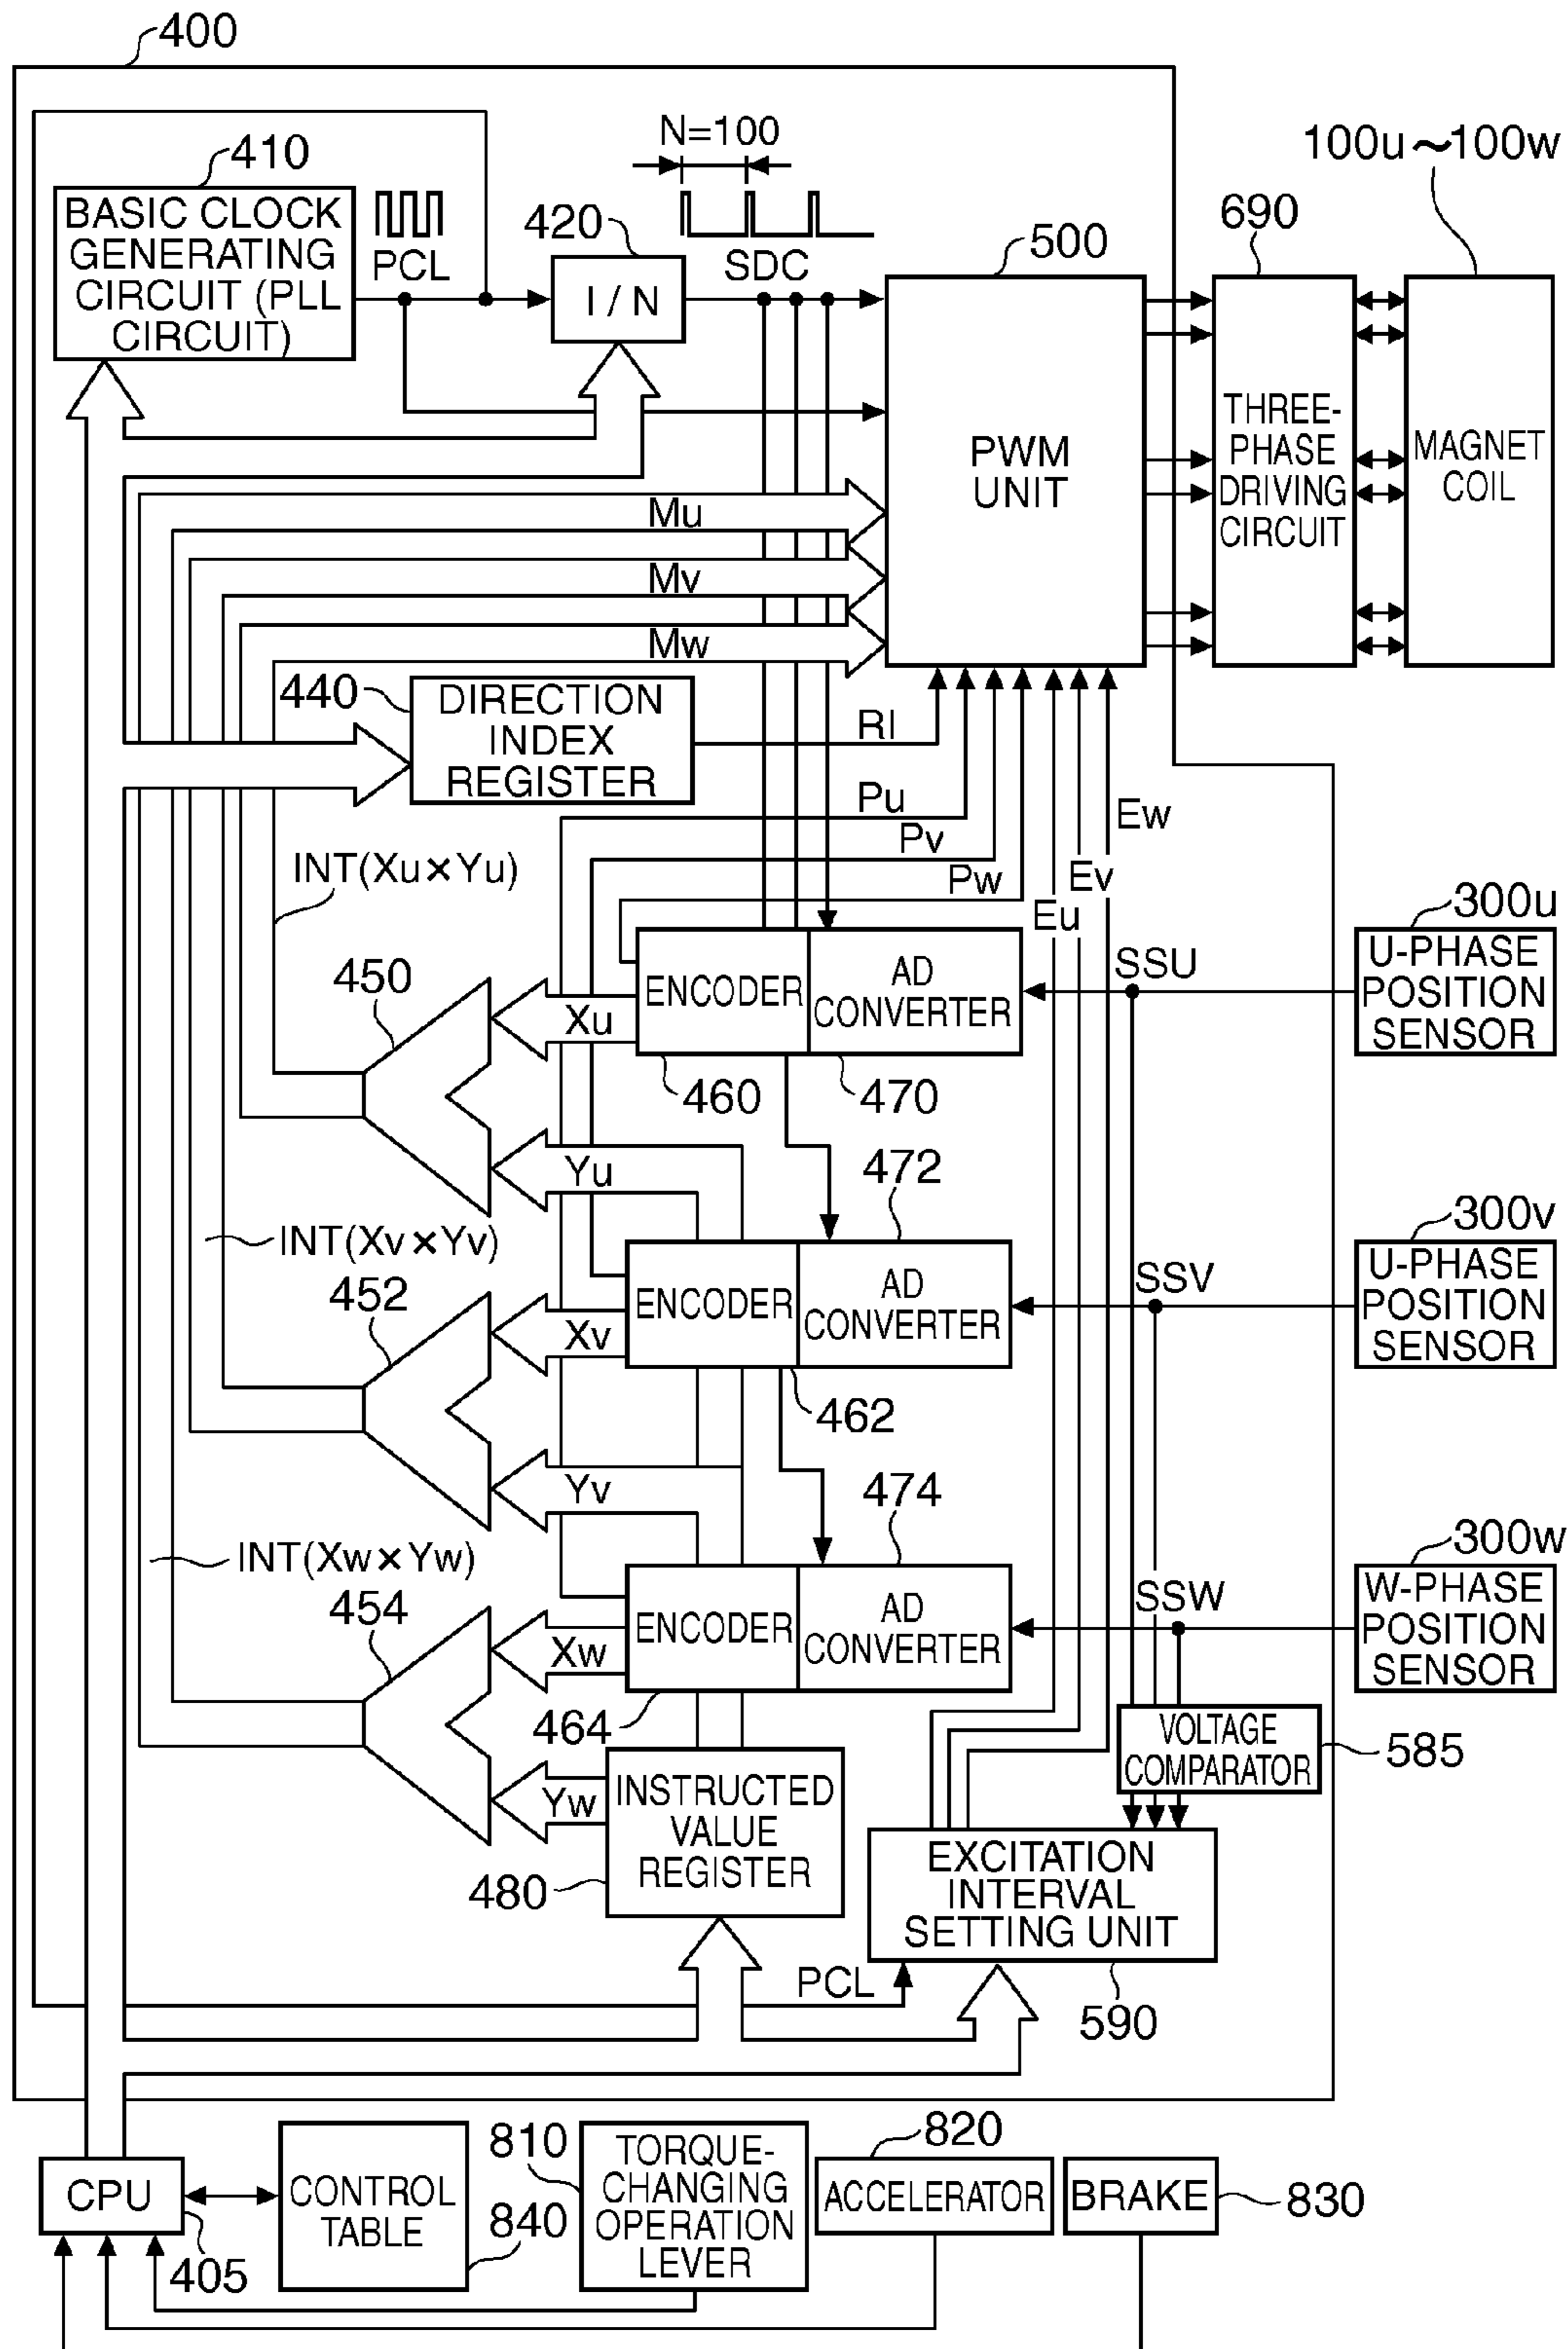 400
N=100
100u~100w
410
BASIC CLOCK
GENERATING
CIRCUIT (PLL
CIRCUIT)
PCL
420
I / N
SDC
500
690
PWM
UNIT
THREE-
PHASE
DRIVING
CIRCUIT
MAGNET
COIL
Mu
Mv
Mw
440
DIRECTION
INDEX
REGISTER
RI
Pu
Pv
Pw
Ew
Ev
Eu
INT(Xu×Yu)
450
Xu
ENCODER
AD
CONVERTER
SSU
300u
U-PHASE
POSITION
SENSOR
460
470
Yu
472
INT(Xv×Yv)
452
Xv
ENCODER
AD
CONVERTER
SSV
300v
U-PHASE
POSITION
SENSOR
462
Yv
474
INT(Xw×Yw)
454
Xw
ENCODER
AD
CONVERTER
SSW
300w
W-PHASE
POSITION
SENSOR
464
Yw
INSTRUCTED
VALUE
REGISTER
480
VOLTAGE
COMPARATOR
585
EXCITATION
INTERVAL
SETTING UNIT
PCL
590
CPU
405
CONTROL
TABLE
840
810
TORQUE-
CHANGING
OPERATION
LEVER
820
ACCELERATOR
BRAKE
830